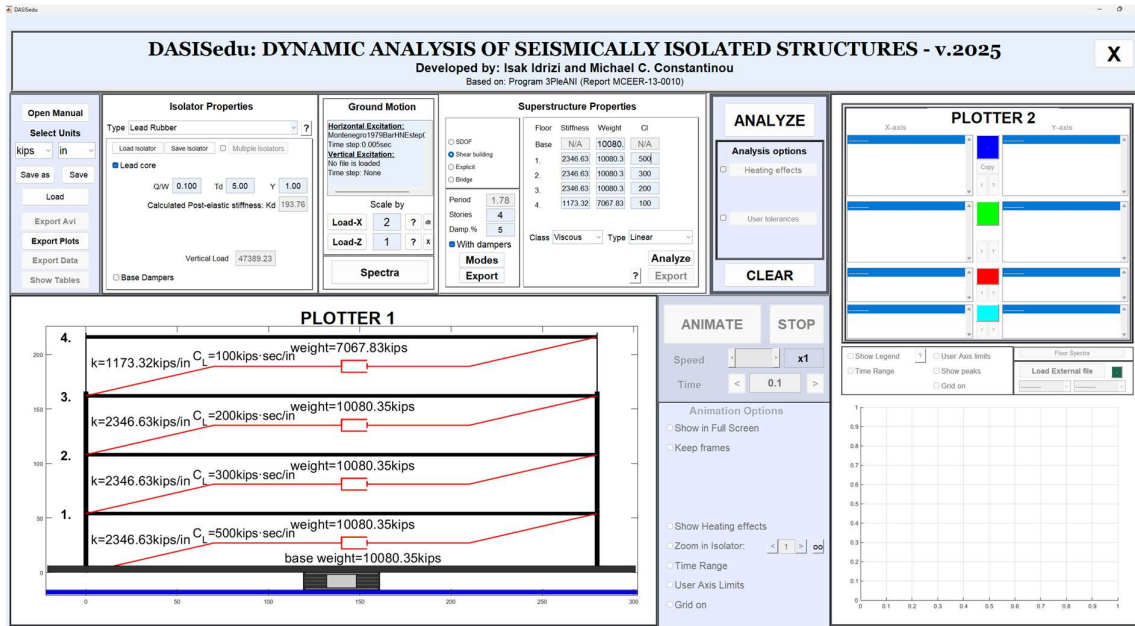 DASISedu
DASISedu: DYNAMIC ANALYSIS OF SEISMICALLY ISOLATED STRUCTURES - v.2025
Developed by: Isak Idrizi and Michael C. Constantinou
Based on: Program 3PleANI (Report MCEER-13-0010)
X
Open Manual
Select Units
kips
in
Save as
Save
Load
Export Avi
Export Plots
Export Data
Show Tables
Isolator Properties
Type
Lead Rubber
?
Load Isolator
Save Isolator
Multiple Isolators
Lead core
Q/W
0.100
Td
5.00
Y
1.00
Calculated Post-elastic stiffness: Kd
193.76
Vertical Load
47389.23
Base Dampers
Ground Motion
Horizontal Excitation:
Montenegro1979BarHNEstep(
Time step:0.005sec
Vertical Excitation:
No file is loaded
Time step: None
Scale by
Load-X
2
?
dt
Load-Z
1
?
x
Spectra
Superstructure Properties
SDOF
Shear building
Explicit
Bridge
Period
1.78
Stories
4
Damp.%
5
With dampers
Modes
Export
Floor Stiffness Weight Cl
Base N/A 10080. N/A
1. 2346.63 10080.3 500
2. 2346.63 10080.3 300
3. 2346.63 10080.3 200
4. 1173.32 7067.83 100
Class
Viscous
Type
Linear
Analyze
?
Export
ANALYZE
Analysis options
Heating effects
User tolerances
CLEAR
PLOTTER 2
X-axis
Y-axis
Copy
Show Legend
?
Time Range
User Axis limits
Show peaks
Grid on
Floor Spectra
Load External file
PLOTTER 1
4.
weight=7067.83kips
k=1173.32kips/in
CL=100kips·sec/in
3.
weight=10080.35kips
k=2346.63kips/in
CL=200kips·sec/in
2.
weight=10080.35kips
k=2346.63kips/in
CL=300kips·sec/in
1.
weight=10080.35kips
k=2346.63kips/in
CL=500kips·sec/in
base weight=10080.35kips
200
150
100
50
0
0 50 100 150 200 250 300
ANIMATE
STOP
Speed
x1
Time
<
0.1
>
Animation Options
Show in Full Screen
Keep frames
Show Heating effects
Zoom in Isolator:
<
1
>
Time Range
User Axis Limits
Grid on
1
0.9
0.8
0.7
0.6
0.5
0.4
0.3
0.2
0.1
0
0 0.1 0.2 0.3 0.4 0.5 0.6 0.7 0.8 0.9 1